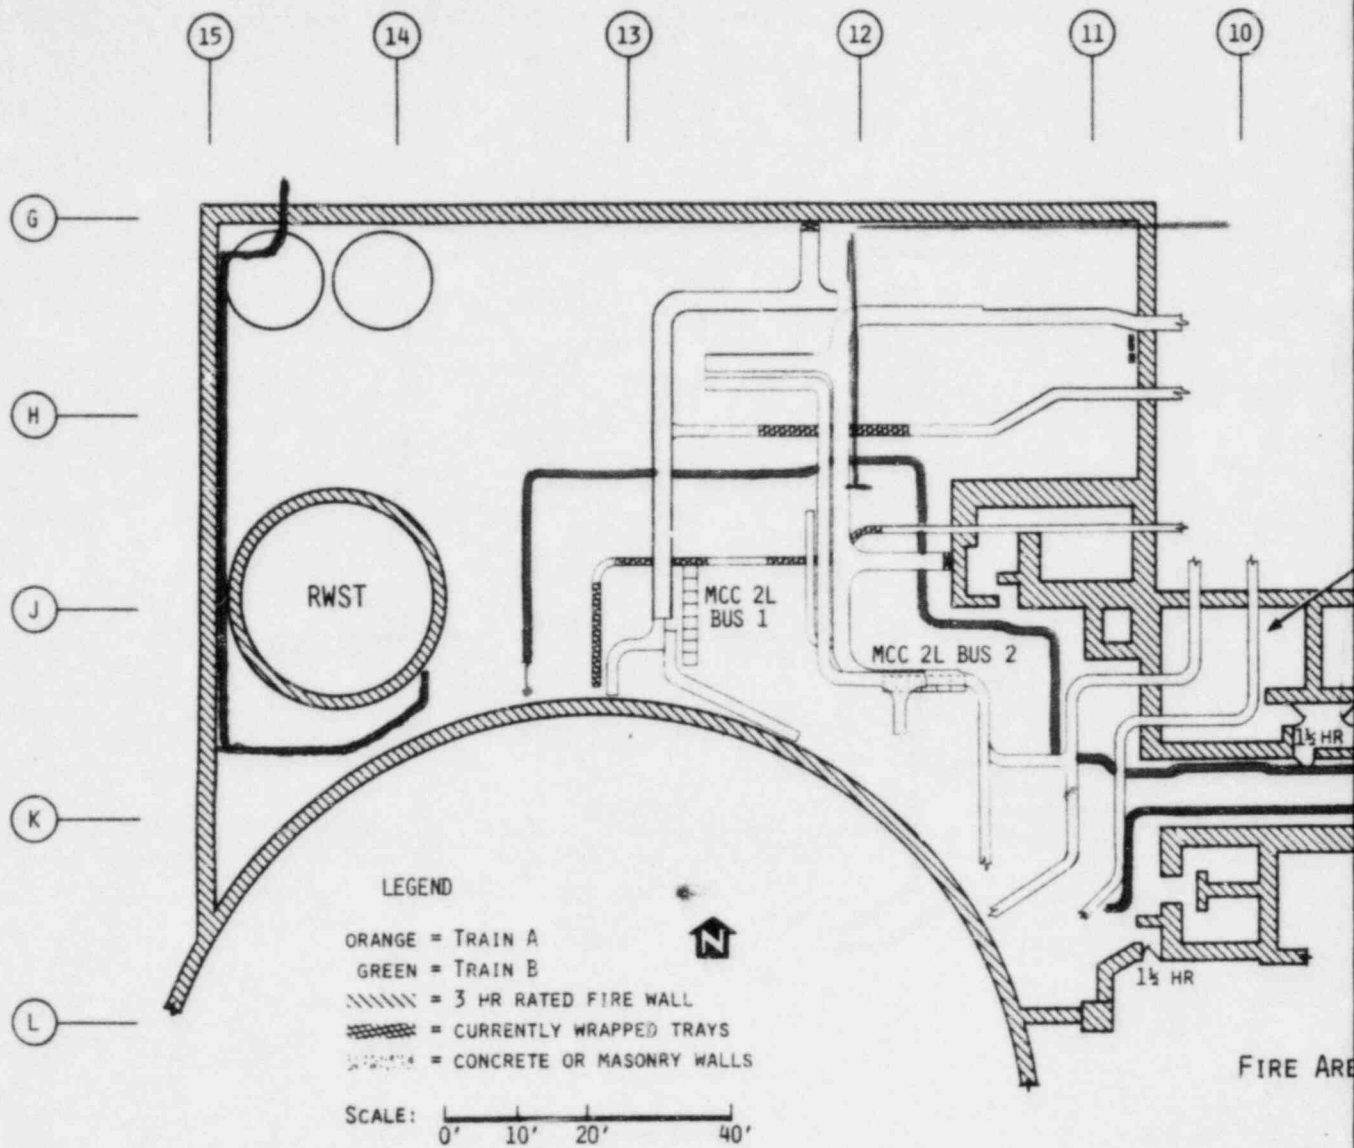 15 14 13 12 11 10
G
H
J
K
L
RWST
MCC 2L
BUS 1
MCC 2L BUS 2
1½ HR
1½ HR
LEGEND
ORANGE = TRAIN A
GREEN = TRAIN B
= 3 HR RATED FIRE WALL
= CURRENTLY WRAPPED TRAYS
= CONCRETE OR MASONRY WALLS
N
SCALE:
0' 10' 20' 40'
FIRE ARE